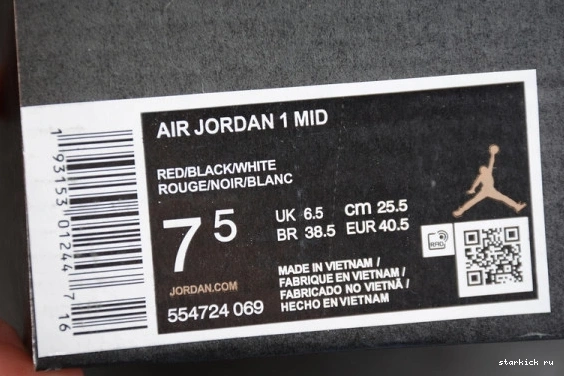 AIR JORDAN 1 MID
RED/BLACK/WHITE
ROUGE/NOIR/BLANC
7 5
UK 6.5 cm 25.5
BR 38.5 EUR 40.5
JORDAN.COM
554724 069
MADE IN VIETNAM /
FABRIQUE EN VIETNAM /
FABRICADO NO VIETNÃ /
HECHO EN VIETNAM
RFID
1 93153 01244 7 16
starkick ru